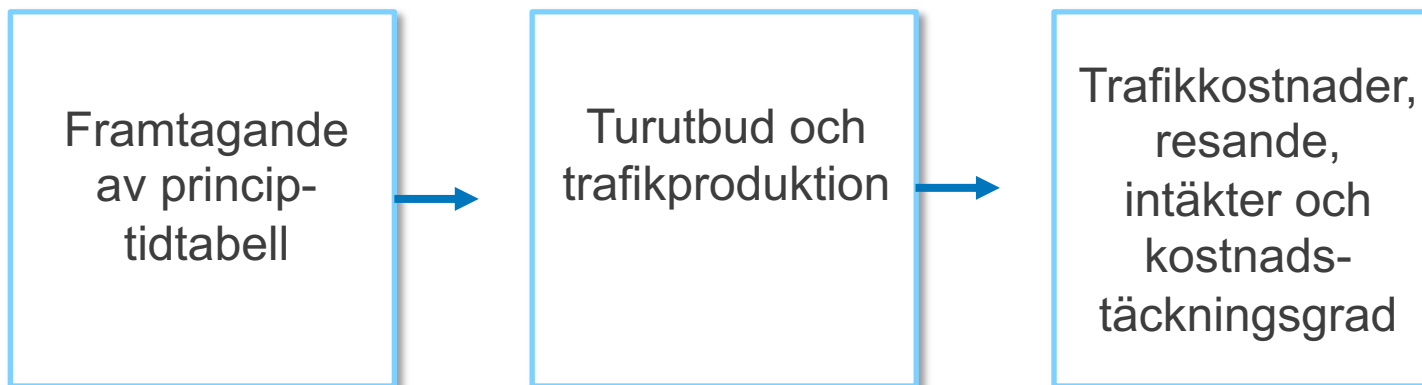 Framtagande
av princip-
tidtabell
Turutbud och
trafikproduktion
Trafikkostnader,
resande,
intäkter och
kostnads-
täckningsgrad